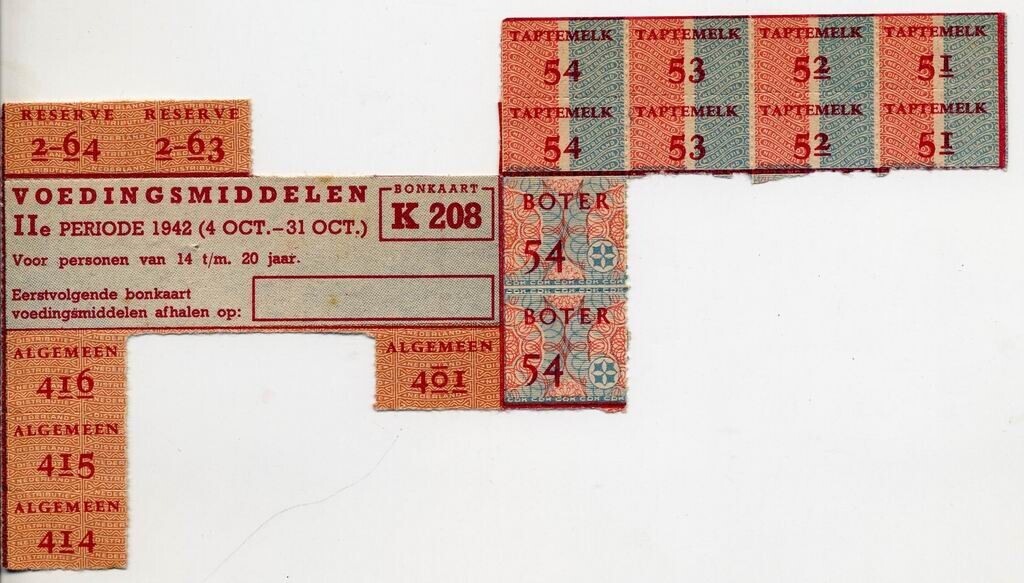 TAPTEMELK TAPTEMELK TAPTEMELK TAPTEMELK
54 53 52 51
TAPTEMELK TAPTEMELK TAPTEMELK TAPTEMELK
54 53 52 51
RESERVE RESERVE
2-64 2-63
VOEDINGSMIDDELEN
BONKAART
K 208
IIe PERIODE 1942 (4 OCT.-31 OCT.)
Voor personen van 14 t/m. 20 jaar.
Eerstvolgende bonkaart
voedingsmiddelen afhalen op:
BOTER
54
BOTER
54
ALGEMEEN
416
ALGEMEEN
415
ALGEMEEN
414
ALGEMEEN
401